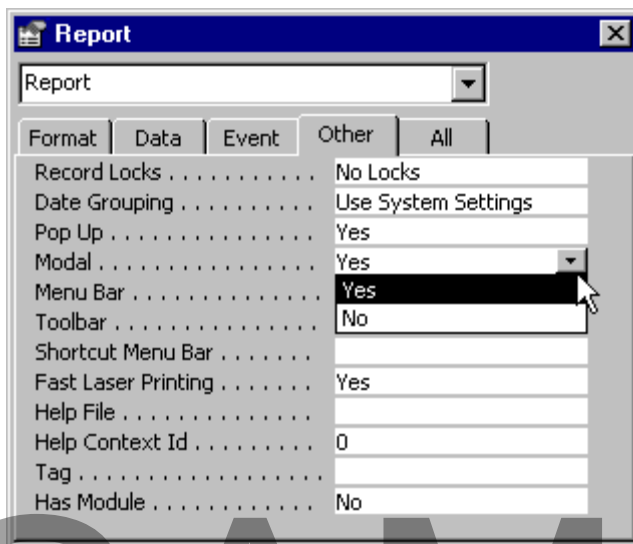 Report
Report
Format Data Event Other All
Record Locks . . . . . . . . . . . No Locks
Date Grouping . . . . . . . . . . Use System Settings
Pop Up . . . . . . . . . . . . . . . Yes
Modal . . . . . . . . . . . . . . . . Yes
Menu Bar . . . . . . . . . . . . . Yes
Toolbar . . . . . . . . . . . . . . . No
Shortcut Menu Bar . . . . . . .
Fast Laser Printing . . . . . . . Yes
Help File . . . . . . . . . . . . . .
Help Context Id . . . . . . . . . 0
Tag . . . . . . . . . . . . . . . . . .
Has Module . . . . . . . . . . . . No